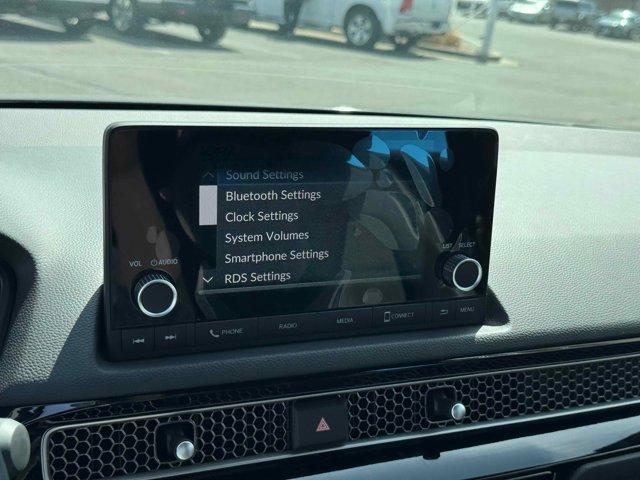 Sound Settings
Bluetooth Settings
Clock Settings
System Volumes
Smartphone Settings
RDS Settings
VOL AUDIO
LIST SELECT
PHONE RADIO MEDIA CONNECT MENU